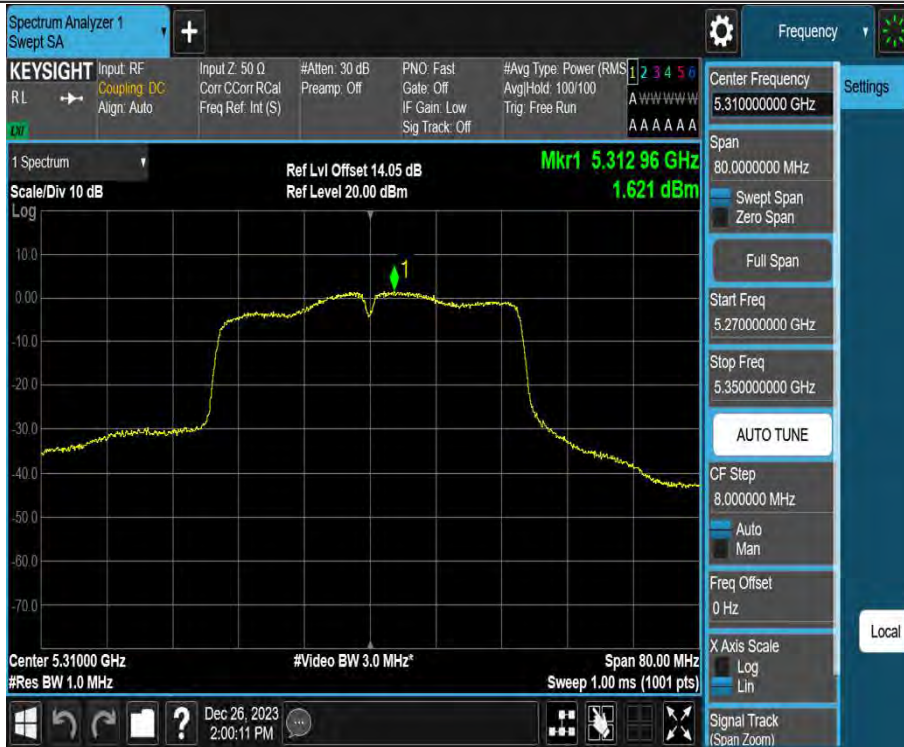 Spectrum Analyzer 1
Swept SA
+
Frequency
KEYSIGHT
RL
LXI
Input: RF
Coupling: DC
Align: Auto
Input Z: 50 Ω
Corr CCorr RCal
Freq Ref: Int (S)
#Atten: 30 dB
Preamp: Off
PNO: Fast
Gate: Off
IF Gain: Low
Sig Track: Off
#Avg Type: Power (RMS
Avg|Hold: 100/100
Trig: Free Run
1 2 3 4 5 6
A W W W W W
A A A A A A
1 Spectrum
Scale/Div 10 dB
Log
Ref Lvl Offset 14.05 dB
Ref Level 20.00 dBm
Mkr1 5.312 96 GHz
1.621 dBm
1
10.0
0.00
-10.0
-20.0
-30.0
-40.0
-50.0
-60.0
-70.0
Center 5.31000 GHz
#Res BW 1.0 MHz
#Video BW 3.0 MHz*
Span 80.00 MHz
Sweep 1.00 ms (1001 pts)
?
Dec 26, 2023
2:00:11 PM
Center Frequency
5.310000000 GHz
Span
80.0000000 MHz
Swept Span
Zero Span
Full Span
Start Freq
5.270000000 GHz
Stop Freq
5.350000000 GHz
AUTO TUNE
CF Step
8.000000 MHz
Auto
Man
Freq Offset
0 Hz
X Axis Scale
Log
Lin
Signal Track
(Span Zoom)
Settings
Local